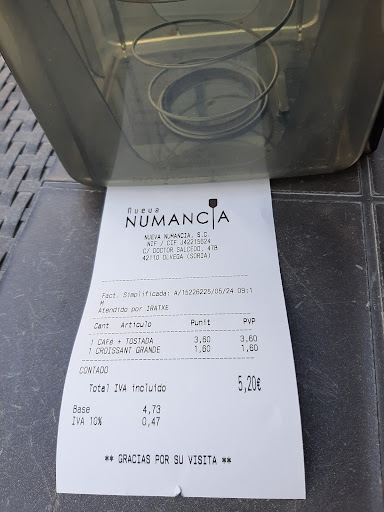 nueva
NUMANCIA
NUEVA NUMANCIA, S.C.
NIF / CIF J42215624
C/ DOCTOR SALCEDO, 47B
42110 OLVEGA (SORIA)
Fact. Simplificada: A/15226225/05/24 09:1
M
Atendido por IRATXE
Cant Articulo Punit PVP
1 CAFé + TOSTADA 3,60 3,60
1 CROISSANT GRANDE 1,60 1,60
CONTADO
Total IVA incluido 5,20€
Base 4,73
IVA 10% 0,47
** GRACIAS POR SU VISITA **